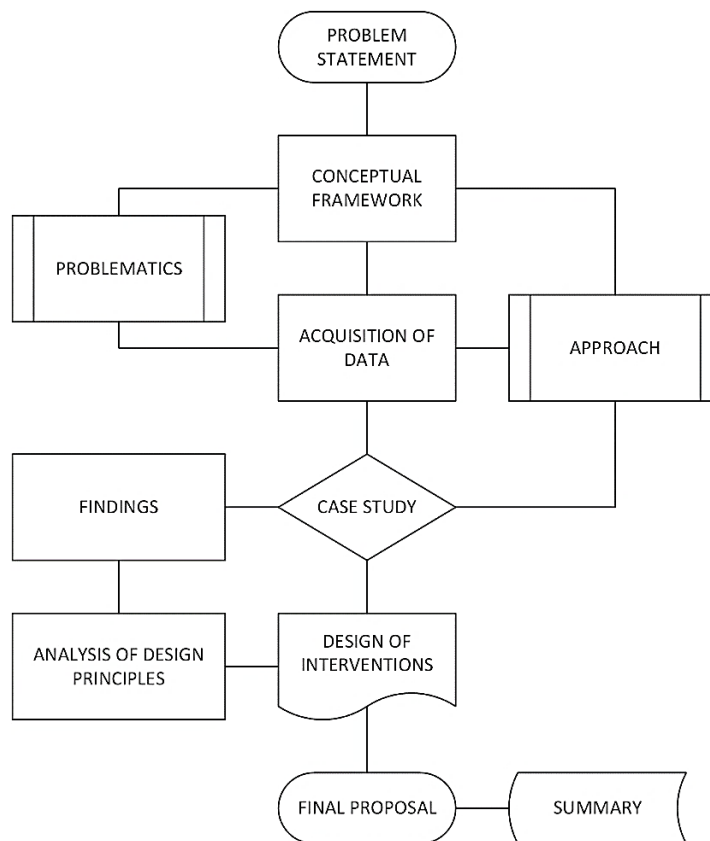 PROBLEM
STATEMENT
CONCEPTUAL
FRAMEWORK
PROBLEMATICS
ACQUISITION OF
DATA
APPROACH
FINDINGS
CASE STUDY
ANALYSIS OF DESIGN
PRINCIPLES
DESIGN OF
INTERVENTIONS
FINAL PROPOSAL
SUMMARY